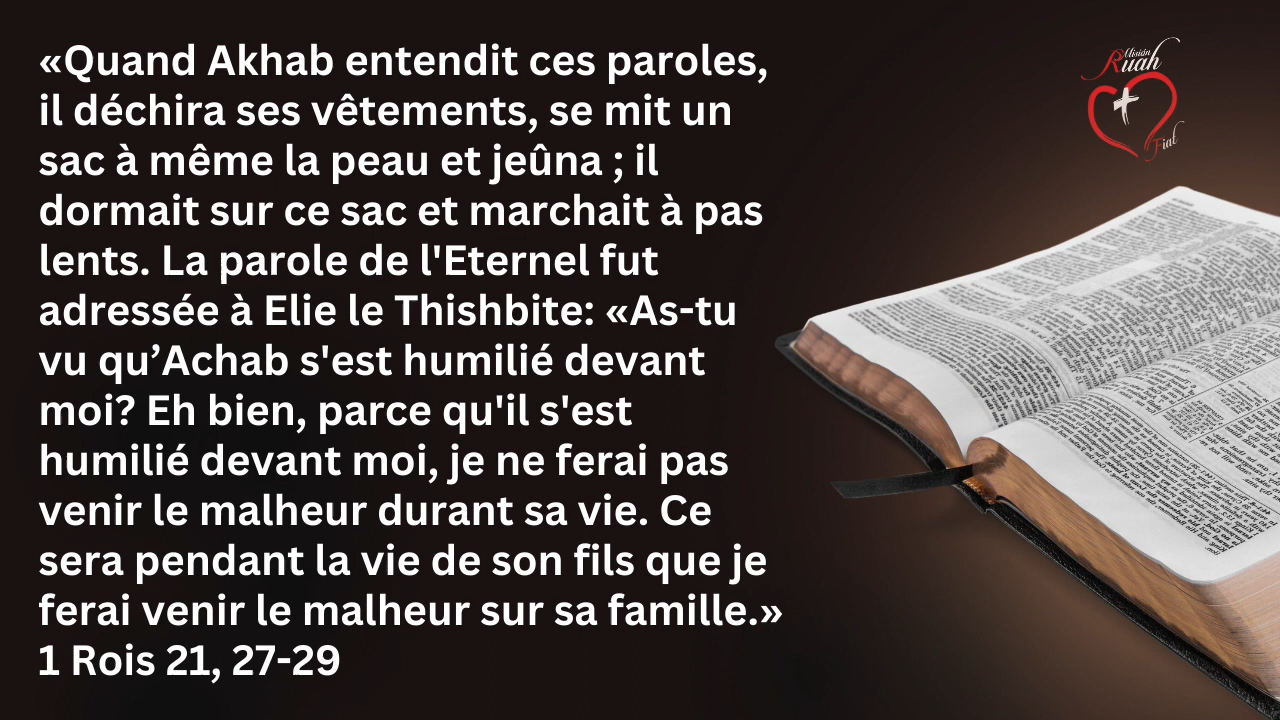 «Quand Akhab entendit ces paroles,
il déchira ses vêtements, se mit un
sac à même la peau et jeûna ; il
dormait sur ce sac et marchait à pas
lents. La parole de l'Eternel fut
adressée à Elie le Thishbite: «As-tu
vu qu’Achab s'est humilié devant
moi? Eh bien, parce qu'il s'est
humilié devant moi, je ne ferai pas
venir le malheur durant sa vie. Ce
sera pendant la vie de son fils que je
ferai venir le malheur sur sa famille.»
1 Rois 21, 27-29
Misión
Ruah
Fiat